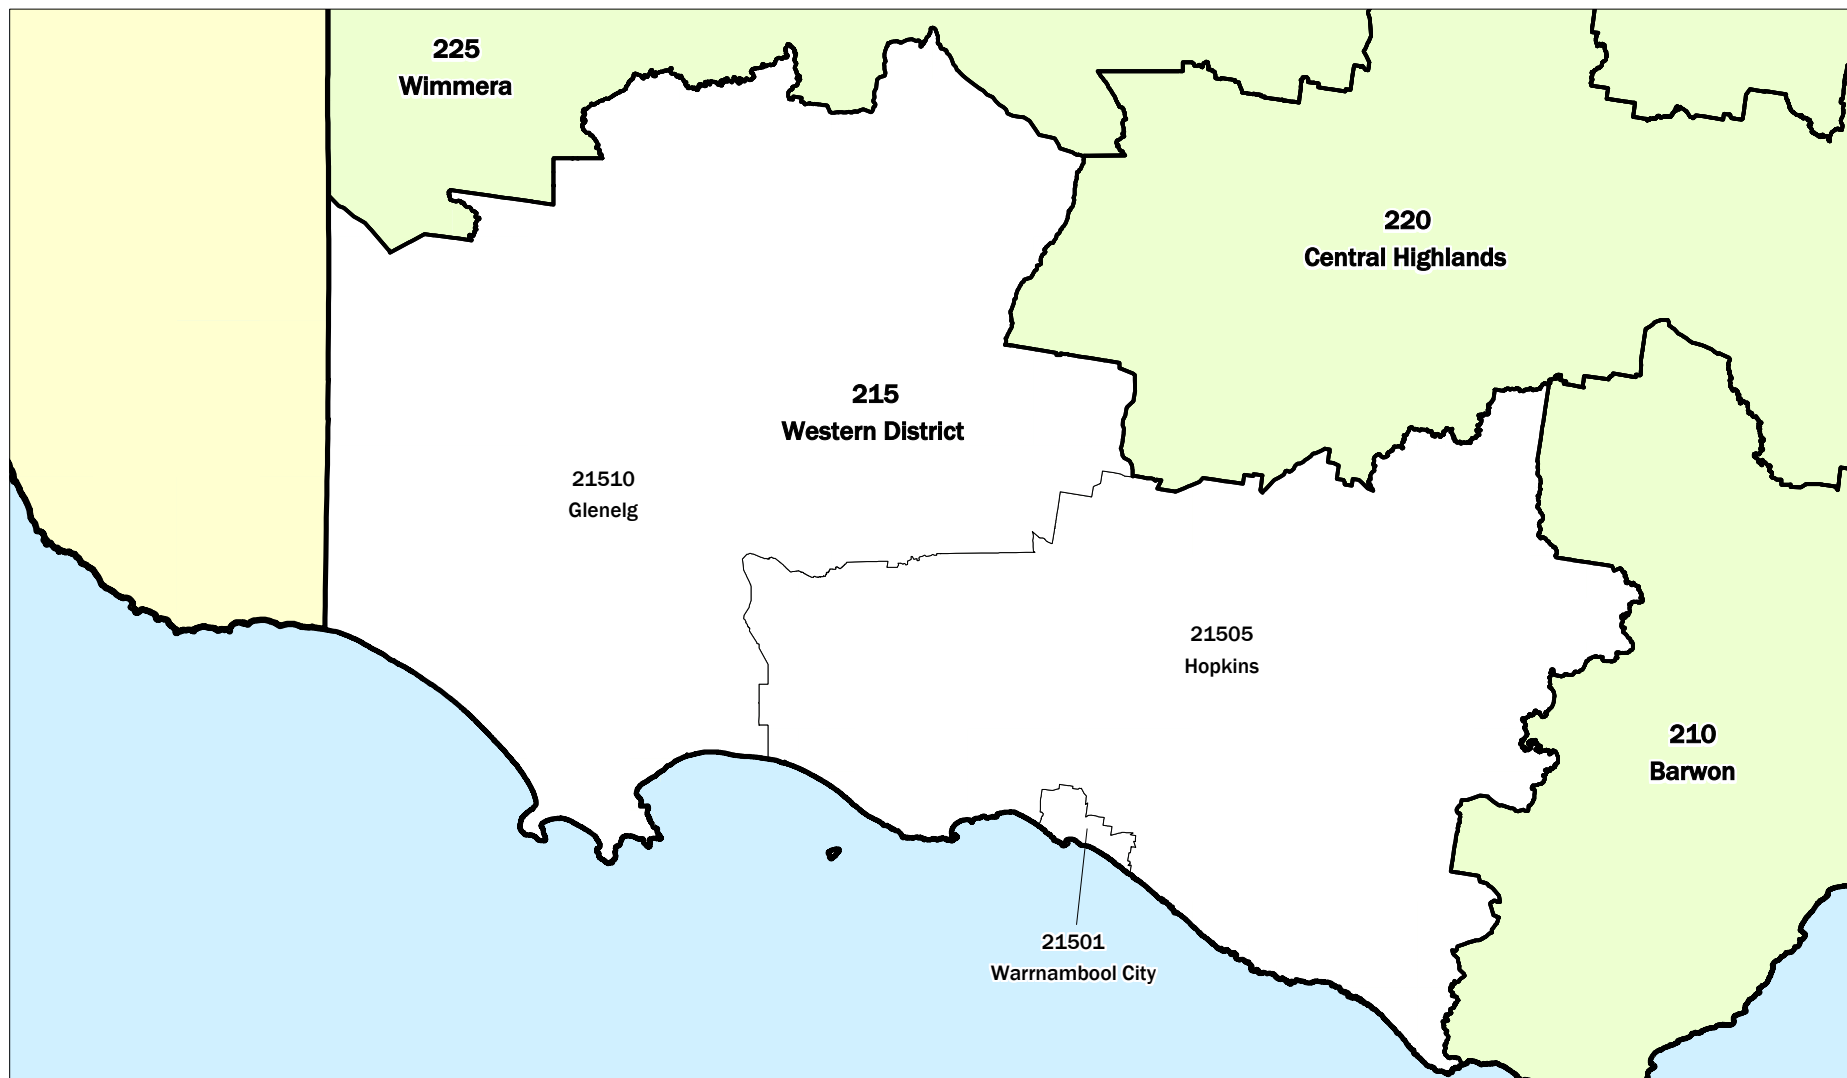 225
Wimmera
220
Central Highlands
215
Western District
21510
Glenelg
21505
Hopkins
210
Barwon
21501
Warrnambool City